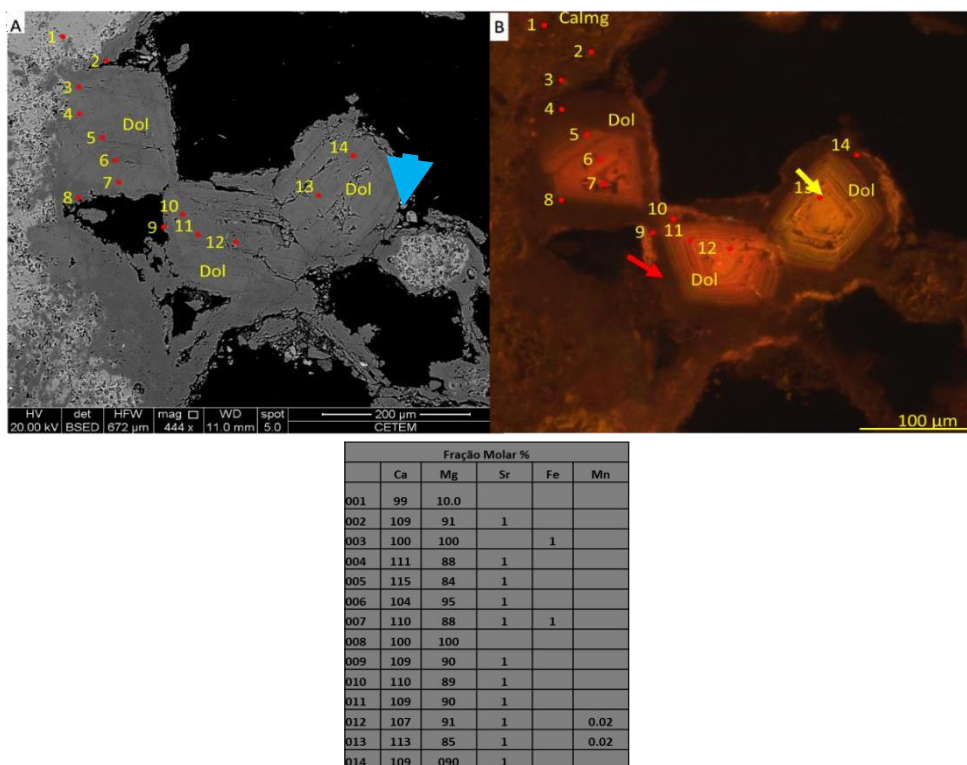 A
1
2
3
4
Dol
5
6
14
7
13
Dol
8
10
9
11
12
Dol
HV det HFW mag □ WD spot
20.00 kV BSED 672 µm 444 x 11.0 mm 5.0
200 µm
CETEM
B
1
Calmg
2
3
4
5
Dol
14
6
7
13
Dol
8
10
9
11
12
Dol
100 µm
Fração Molar %
Ca Mg Sr Fe Mn
001 99 10.0
002 109 91 1
003 100 100 1
004 111 88 1
005 115 84 1
006 104 95 1
007 110 88 1 1
008 100 100
009 109 90 1
010 110 89 1
011 109 90 1
012 107 91 1 0.02
013 113 85 1 0.02
014 109 090 1